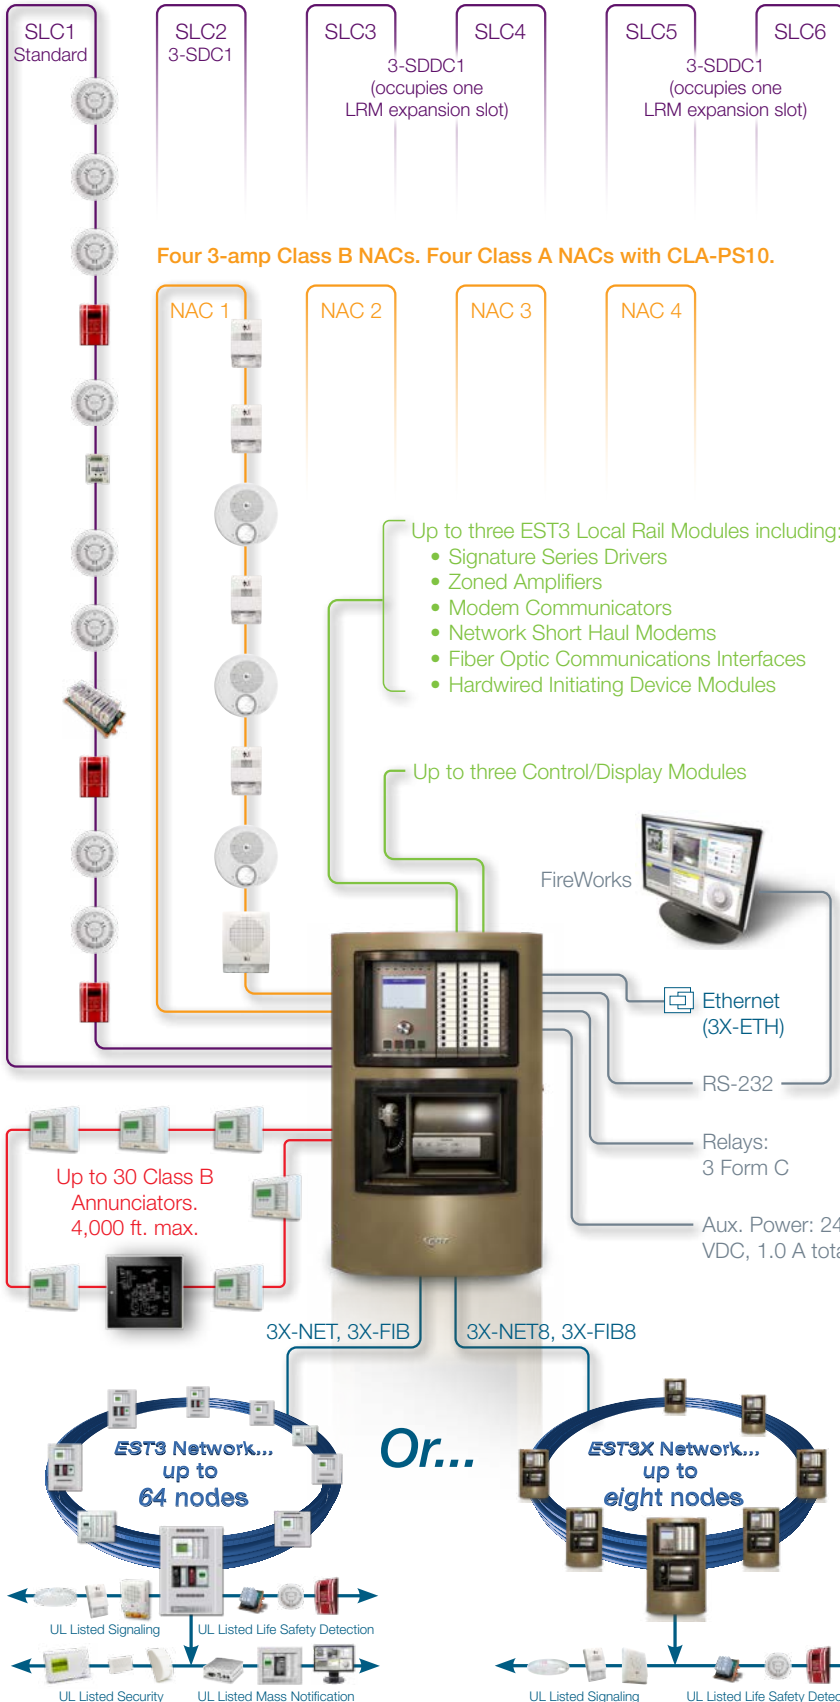 SLC1
Standard
SLC2
3-SDC1
SLC3
SLC4
3-SDDC1
(occupies one
LRM expansion slot)
SLC5
SLC6
3-SDDC1
(occupies one
LRM expansion slot)
Four 3-amp Class B NACs. Four Class A NACs with CLA-PS10.
NAC 1
NAC 2
NAC 3
NAC 4
Up to three EST3 Local Rail Modules including:
• Signature Series Drivers
• Zoned Amplifiers
• Modem Communicators
• Network Short Haul Modems
• Fiber Optic Communications Interfaces
• Hardwired Initiating Device Modules
Up to three Control/Display Modules
FireWorks
Ethernet
(3X-ETH)
RS-232
Relays:
3 Form C
Aux. Power: 24
VDC, 1.0 A tota
Up to 30 Class B
Annunciators.
4,000 ft. max.
3X-NET, 3X-FIB
3X-NET8, 3X-FIB8
EST3 Network...
up to
64 nodes
Or...
EST3X Network...
up to
eight nodes
UL Listed Signaling
UL Listed Life Safety Detection
UL Listed Security
UL Listed Mass Notification
UL Listed Signaling
UL Listed Life Safety Detec